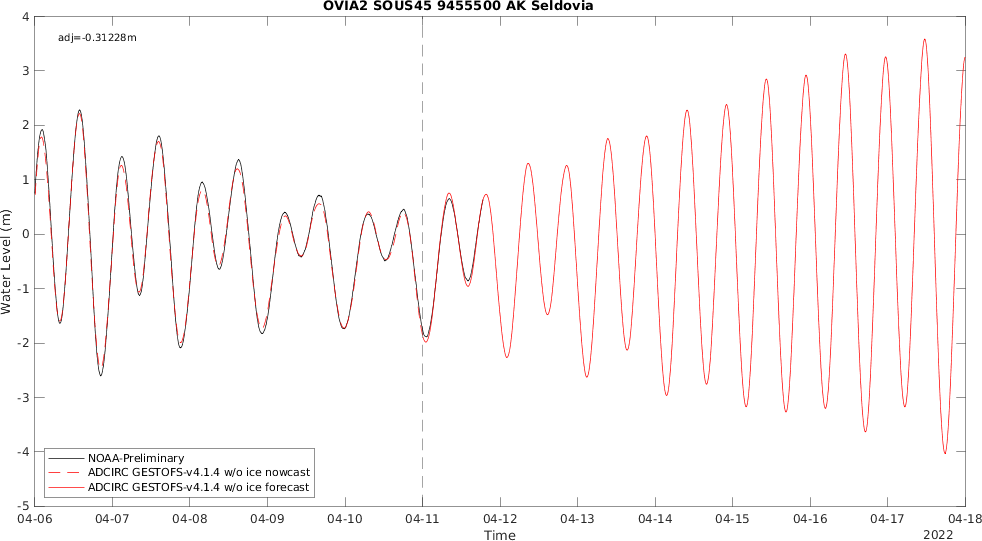 OVIA2 SOUS45 9455500 AK Seldovia
adj=-0.31228m
Water Level (m)
4
3
2
1
0
-1
-2
-3
-4
-5
NOAA-Preliminary
ADCIRC GESTOFS-v4.1.4 w/o ice nowcast
ADCIRC GESTOFS-v4.1.4 w/o ice forecast
04-06 04-07 04-08 04-09 04-10 04-11 04-12 04-13 04-14 04-15 04-16 04-17 04-18
Time
2022